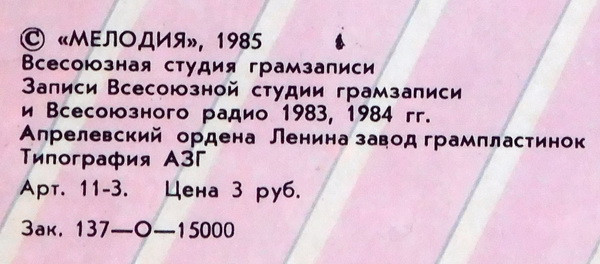 © «МЕЛОДИЯ», 1985
Всесоюзная студия грамзаписи
Записи Всесоюзной студии грамзаписи
и Всесоюзного радио 1983, 1984 гг.
Апрелевский ордена Ленина завод грампластинок
Типография АЗГ
Арт. 11-3. Цена 3 руб.
Зак. 137—О—15000